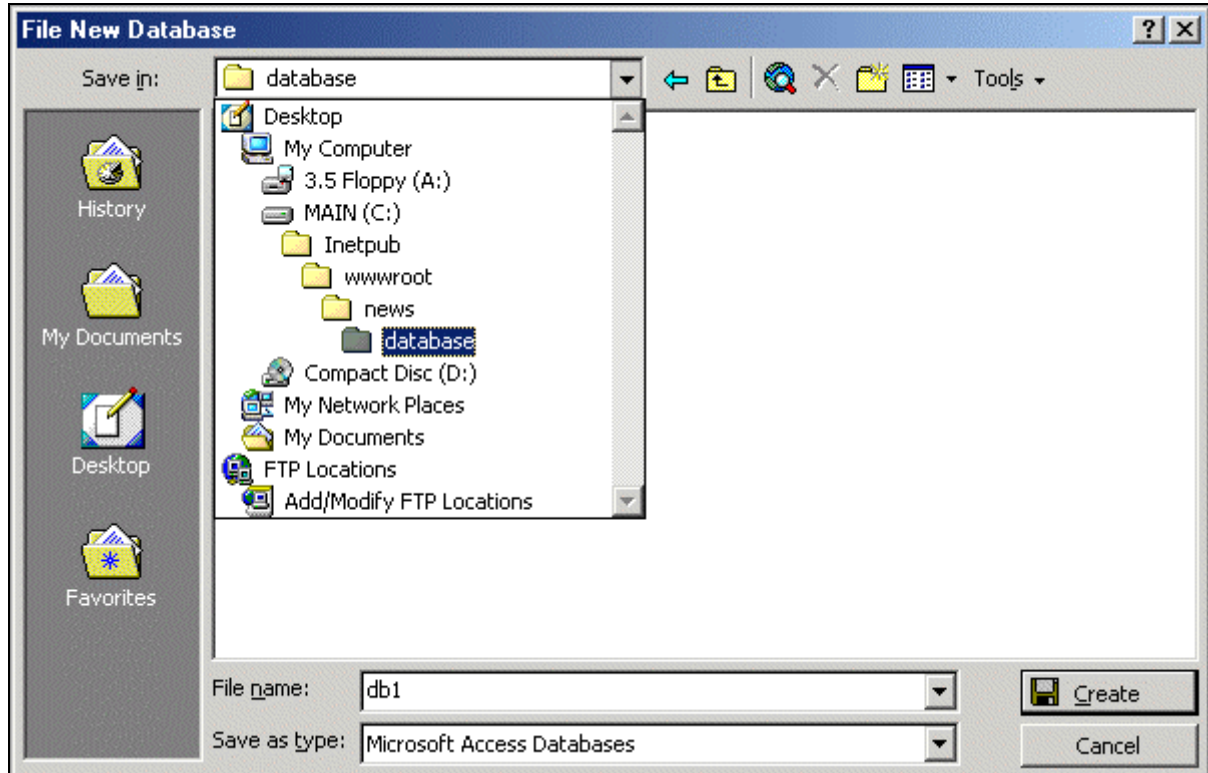 File New Database
Save in:
database
Tools
Desktop
My Computer
3.5 Floppy (A:)
MAIN (C:)
Inetpub
wwwroot
news
database
Compact Disc (D:)
My Network Places
My Documents
FTP Locations
Add/Modify FTP Locations
History
My Documents
Desktop
Favorites
File name:
db1
Create
Save as type:
Microsoft Access Databases
Cancel